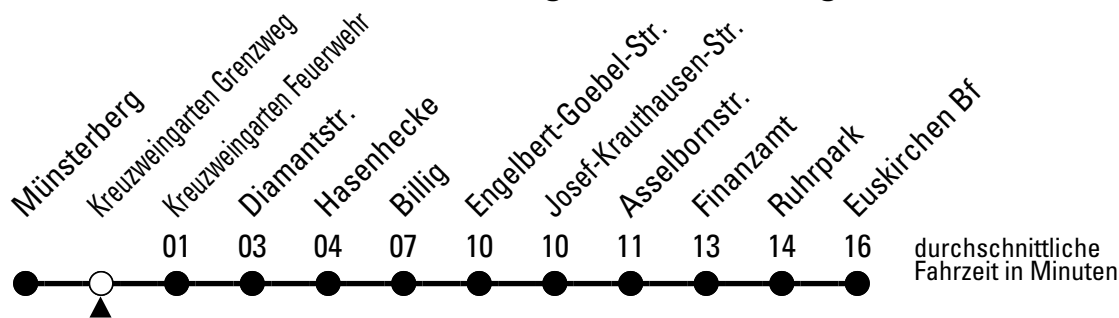 Münsterberg
Kreuzweingarten Grenzweg
Kreuzweingarten Feuerwehr
Diamantstr.
Hasenhecke
Billig
Engelbert-Goebel-Str.
Josef-Krauthausen-Str.
Asselbornstr.
Finanzamt
Ruhrpark
Euskirchen Bf
01 03 04 07 10 10 11 13 14 16
durchschnittliche
Fahrzeit in Minuten